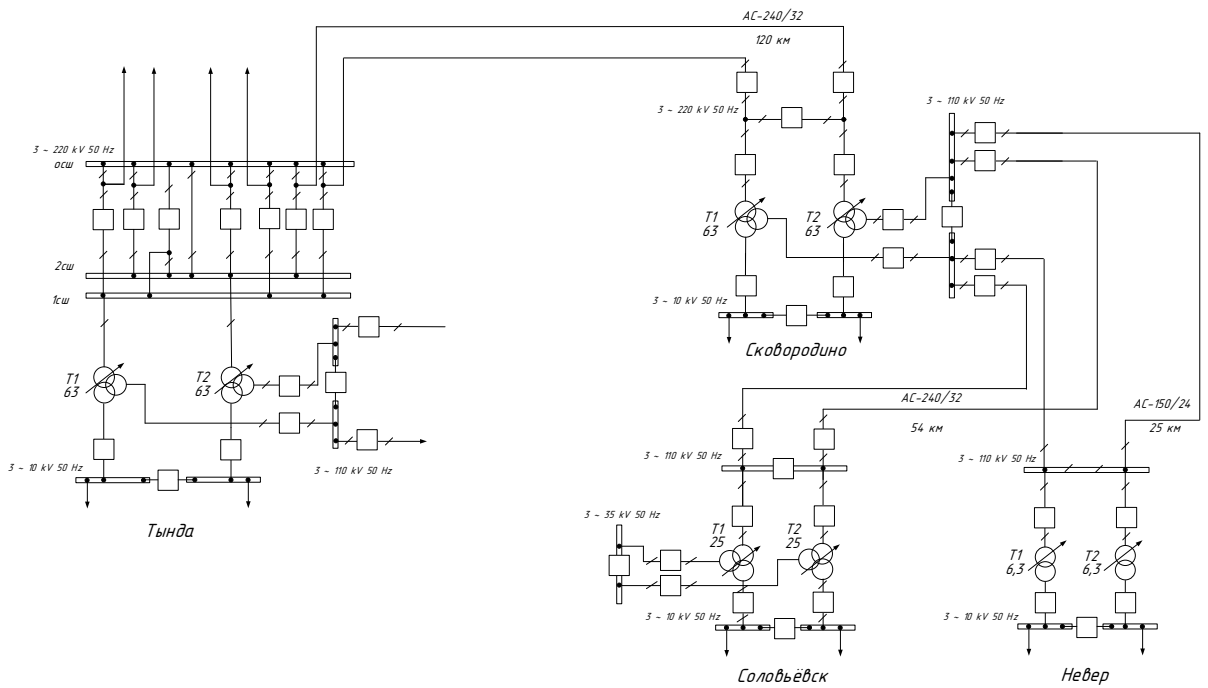 АС-240/32
120 км
3 ~ 220 kV 50 Hz
3 ~ 110 kV 50 Hz
3 ~ 220 kV 50 Hz
осш
Т1
63
Т2
63
2сш
1сш
3 ~ 10 kV 50 Hz
Сковородино
Т1
63
Т2
63
АС-240/32
54 км
АС-150/24
25 км
3 ~ 10 kV 50 Hz
3 ~ 110 kV 50 Hz
3 ~ 110 kV 50 Hz
3 ~ 110 kV 50 Hz
Тында
3 ~ 35 kV 50 Hz
Т1
25
Т2
25
Т1
6,3
Т2
6,3
3 ~ 10 kV 50 Hz
3 ~ 10 kV 50 Hz
Соловьёвск
Невер